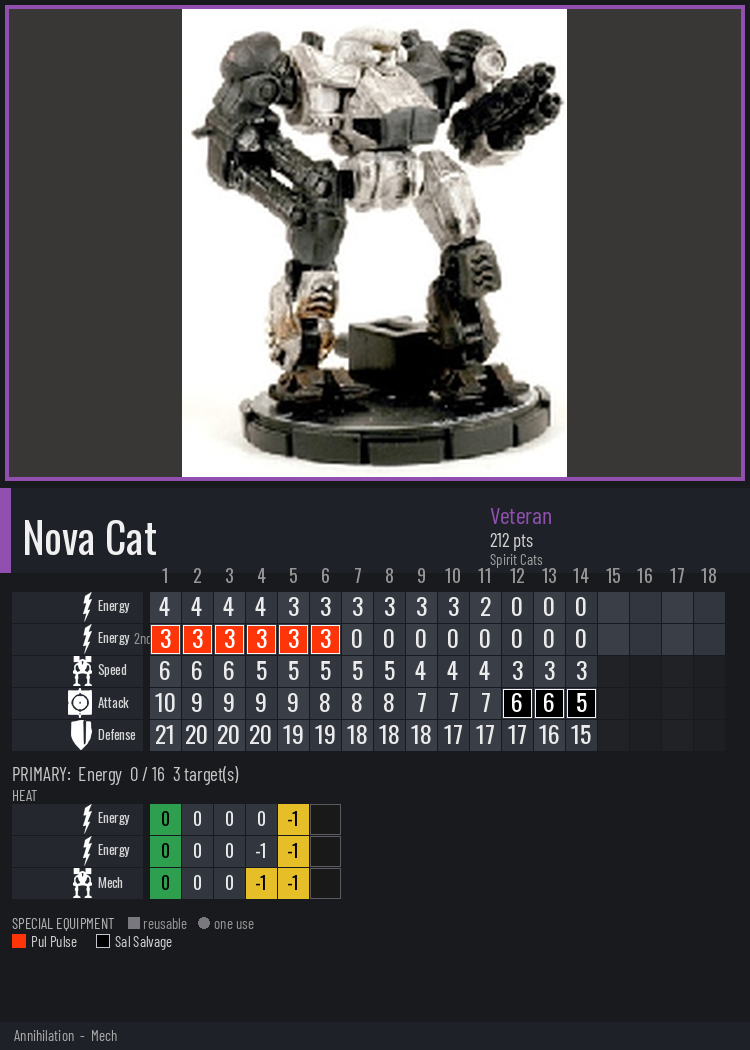 Nova Cat
Veteran
212 pts
Spirit Cats
1 2 3 4 5 6 7 8 9 10 11 12 13 14 15 16 17 18
Energy 4 4 4 4 3 3 3 3 3 3 2 0 0 0
Energy 2nd 3 3 3 3 3 3 0 0 0 0 0 0 0 0
Speed 6 6 6 5 5 5 5 5 4 4 4 3 3 3
Attack 10 9 9 9 9 8 8 8 7 7 7 6 6 5
Defense 21 20 20 20 19 19 18 18 18 17 17 17 16 15
PRIMARY: Energy 0 / 16 3 target(s)
HEAT
Energy 0 0 0 0 -1
Energy 0 0 0 -1 -1
Mech 0 0 0 -1 -1
SPECIAL EQUIPMENT reusable one use
Pul Pulse Sal Salvage
Annihilation - Mech